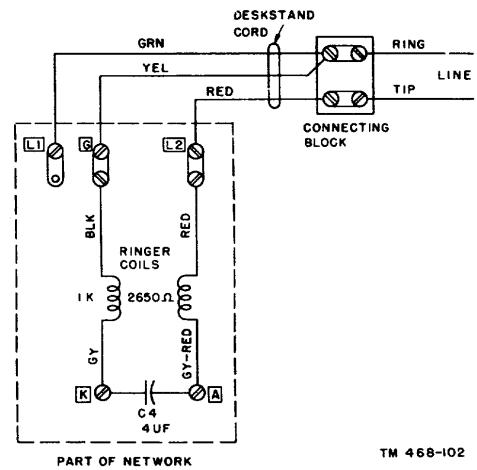 DESKSTAND
CORD
GRN
YEL
RED
RING
LINE
TIP
CONNECTING
BLOCK
L1
G
L2
BLK
RED
RINGER
COILS
1K
2650Ω
GY
GY-RED
K
A
C4
4UF
PART OF NETWORK
TM 468-102